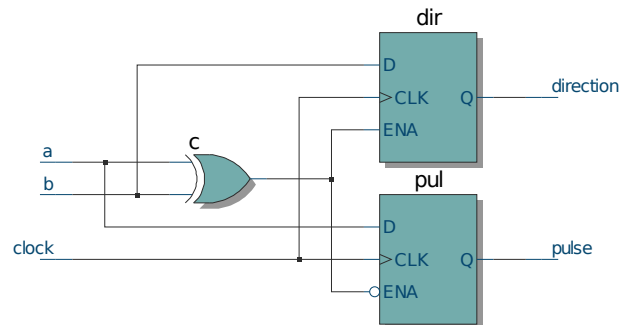 dir
D
direction
CLK
Q
ENA
c
a
b
pul
D
clock
CLK
Q
pulse
ENA